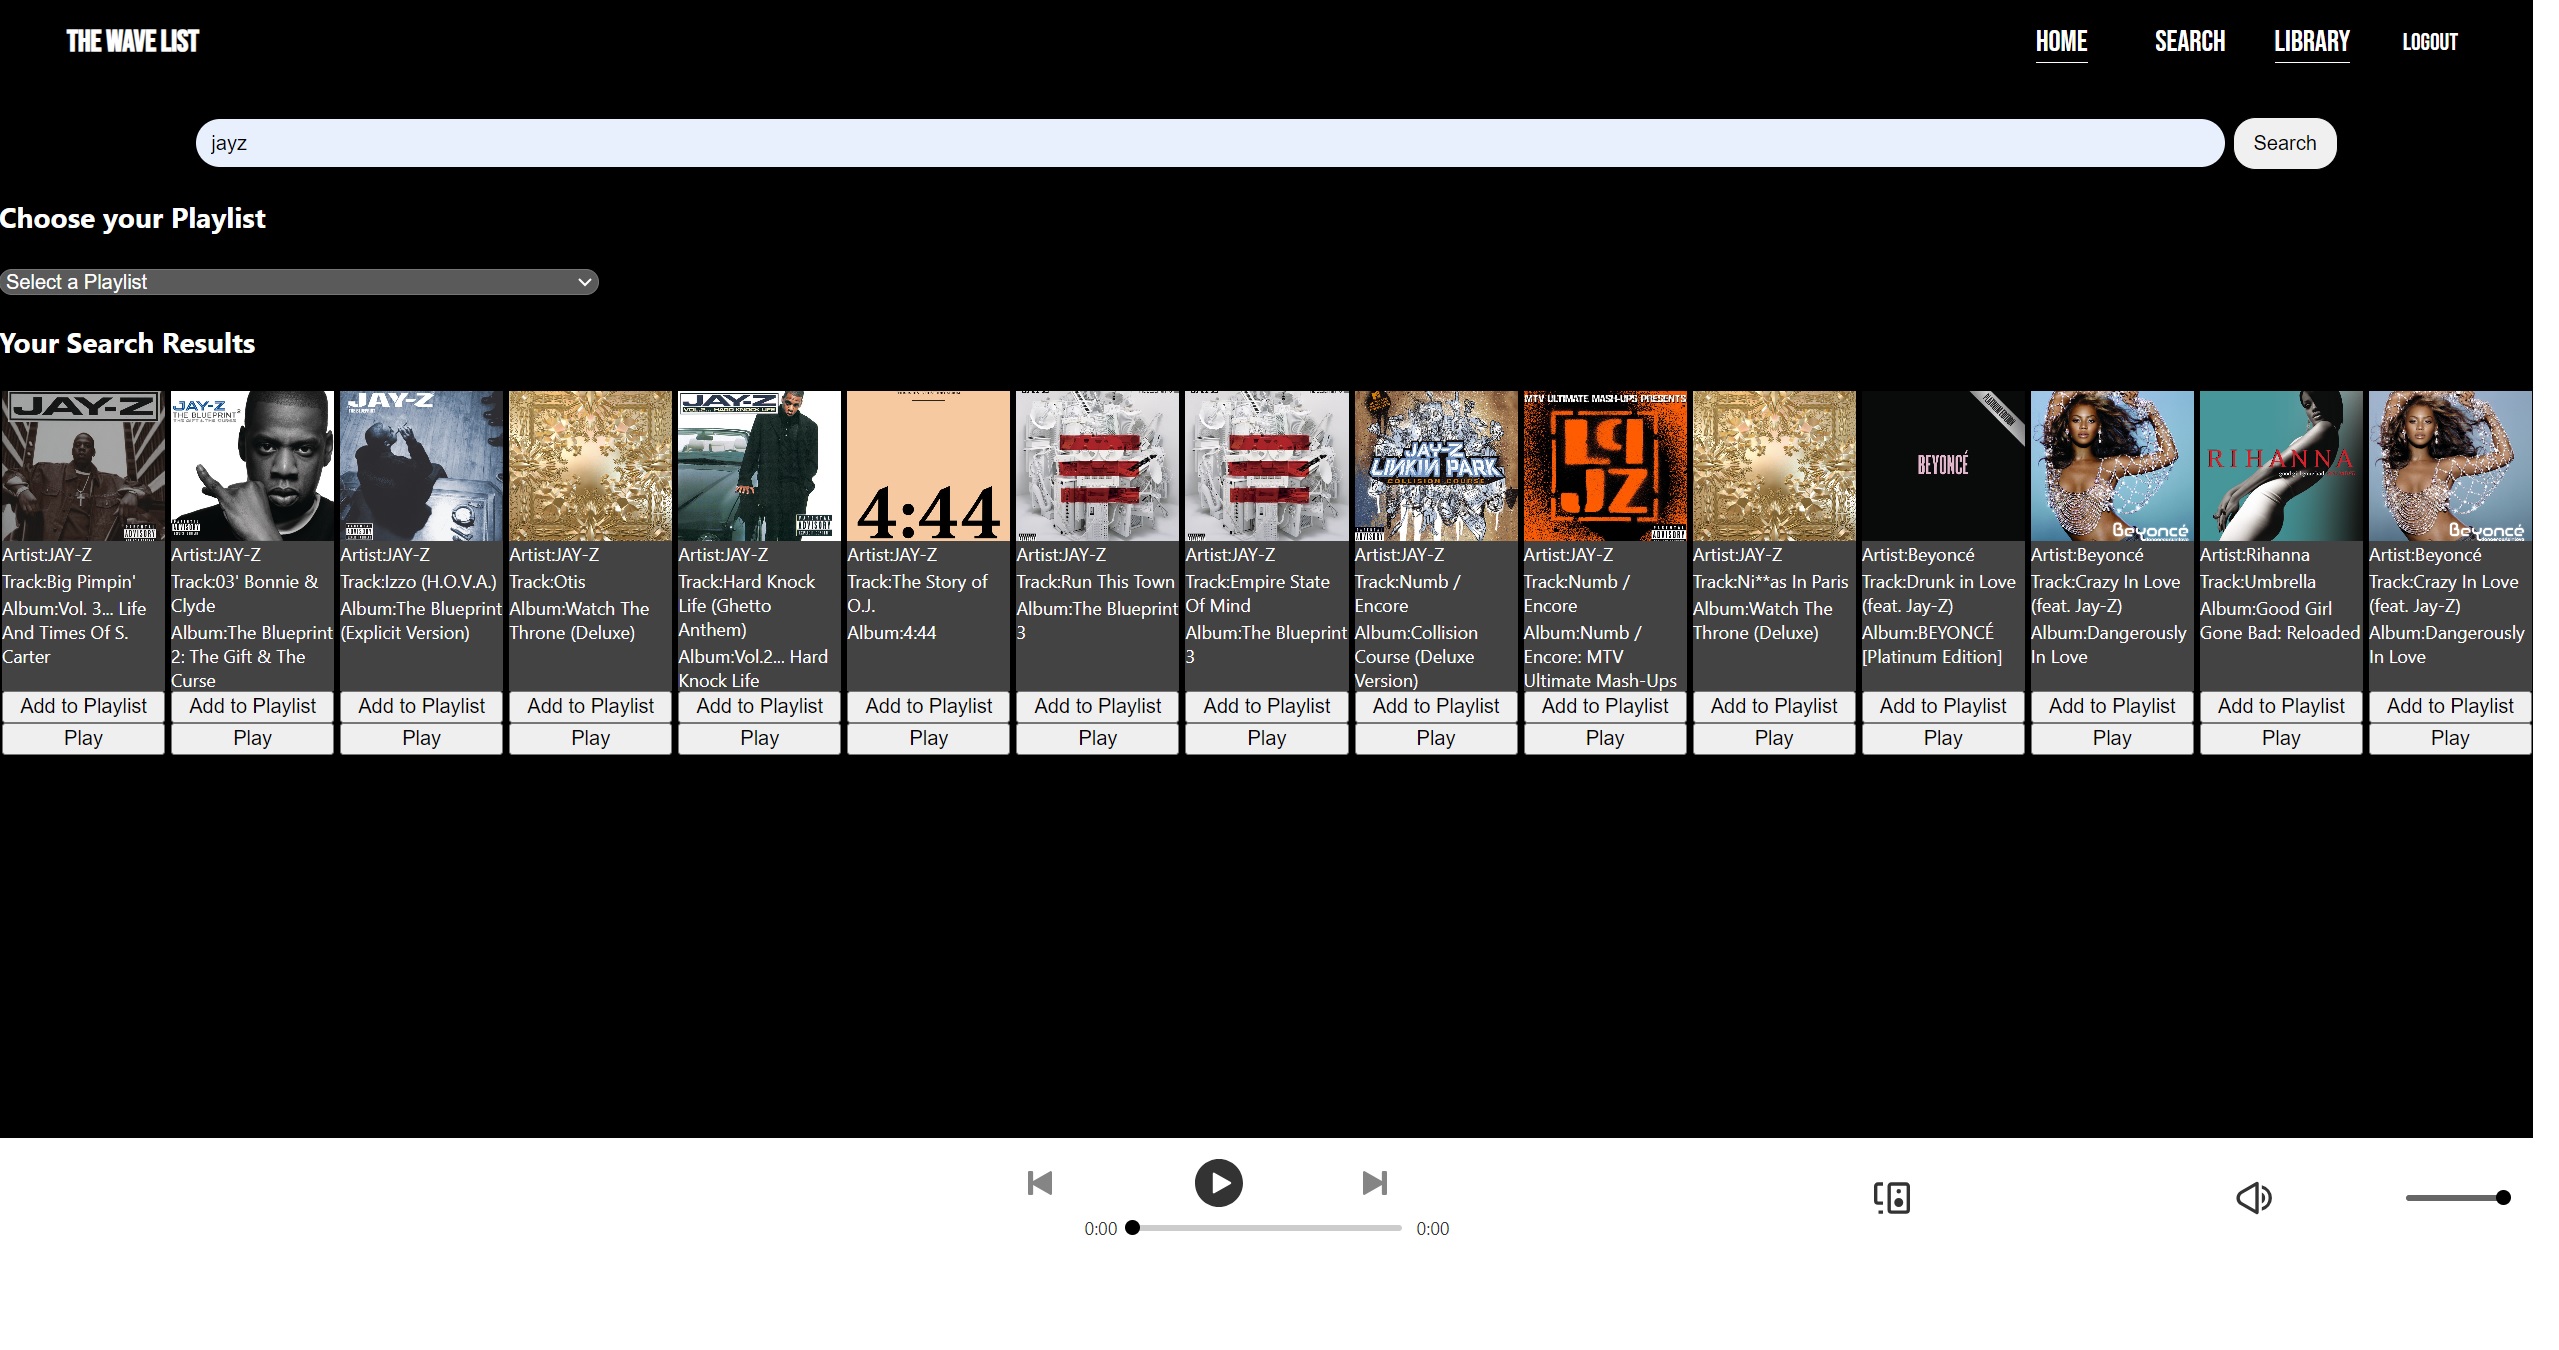 THE WAVE LIST
HOME
SEARCH
LIBRARY
LOGOUT
jayz
Search
Choose your Playlist
Select a Playlist
Your Search Results
JAY-Z
Artist:JAY-Z
Track:Big Pimpin'
Album:Vol. 3... Life
And Times Of S.
Carter
Add to Playlist
Play
JAY-Z
THE BLUEPRINT²
THE GIFT & THE CURSE
Artist:JAY-Z
Track:03' Bonnie &
Clyde
Album:The Blueprint
2: The Gift & The
Curse
Add to Playlist
Play
JAY-Z
Artist:JAY-Z
Track:Izzo (H.O.V.A.)
Album:The Blueprint
(Explicit Version)
Add to Playlist
Play
Artist:JAY-Z
Track:Otis
Album:Watch The
Throne (Deluxe)
Add to Playlist
Play
JAY-Z
VOL.2... HARD KNOCK LIFE
PARENTAL
ADVISORY
Artist:JAY-Z
Track:Hard Knock
Life (Ghetto
Anthem)
Album:Vol.2... Hard
Knock Life
Add to Playlist
Play
4:44
Artist:JAY-Z
Track:The Story of
O.J.
Album:4:44
Add to Playlist
Play
Artist:JAY-Z
Track:Run This Town
Album:The Blueprint
3
Add to Playlist
Play
Artist:JAY-Z
Track:Empire State
Of Mind
Album:The Blueprint
3
Add to Playlist
Play
JAY-Z
LINKIN PARK
COLLISION COURSE
Artist:JAY-Z
Track:Numb /
Encore
Album:Collision
Course (Deluxe
Version)
Add to Playlist
Play
MTV ULTIMATE MASH-UPS PRESENTS
LP
JZ
PARENTAL
ADVISORY
Artist:JAY-Z
Track:Numb /
Encore
Album:Numb /
Encore: MTV
Ultimate Mash-Ups
Add to Playlist
Play
Artist:JAY-Z
Track:Ni**as In Paris
Album:Watch The
Throne (Deluxe)
Add to Playlist
Play
PLATINUM EDITION
BEYONCÉ
Artist:Beyoncé
Track:Drunk in Love
(feat. Jay-Z)
Album:BEYONCÉ
[Platinum Edition]
Add to Playlist
Play
Beyoncé
Artist:Beyoncé
Track:Crazy In Love
(feat. Jay-Z)
Album:Dangerously
In Love
Add to Playlist
Play
RIHANNA
Artist:Rihanna
Track:Umbrella
Album:Good Girl
Gone Bad: Reloaded
Add to Playlist
Play
Beyoncé
Artist:Beyoncé
Track:Crazy In Love
(feat. Jay-Z)
Album:Dangerously
In Love
Add to Playlist
Play
0:00
0:00